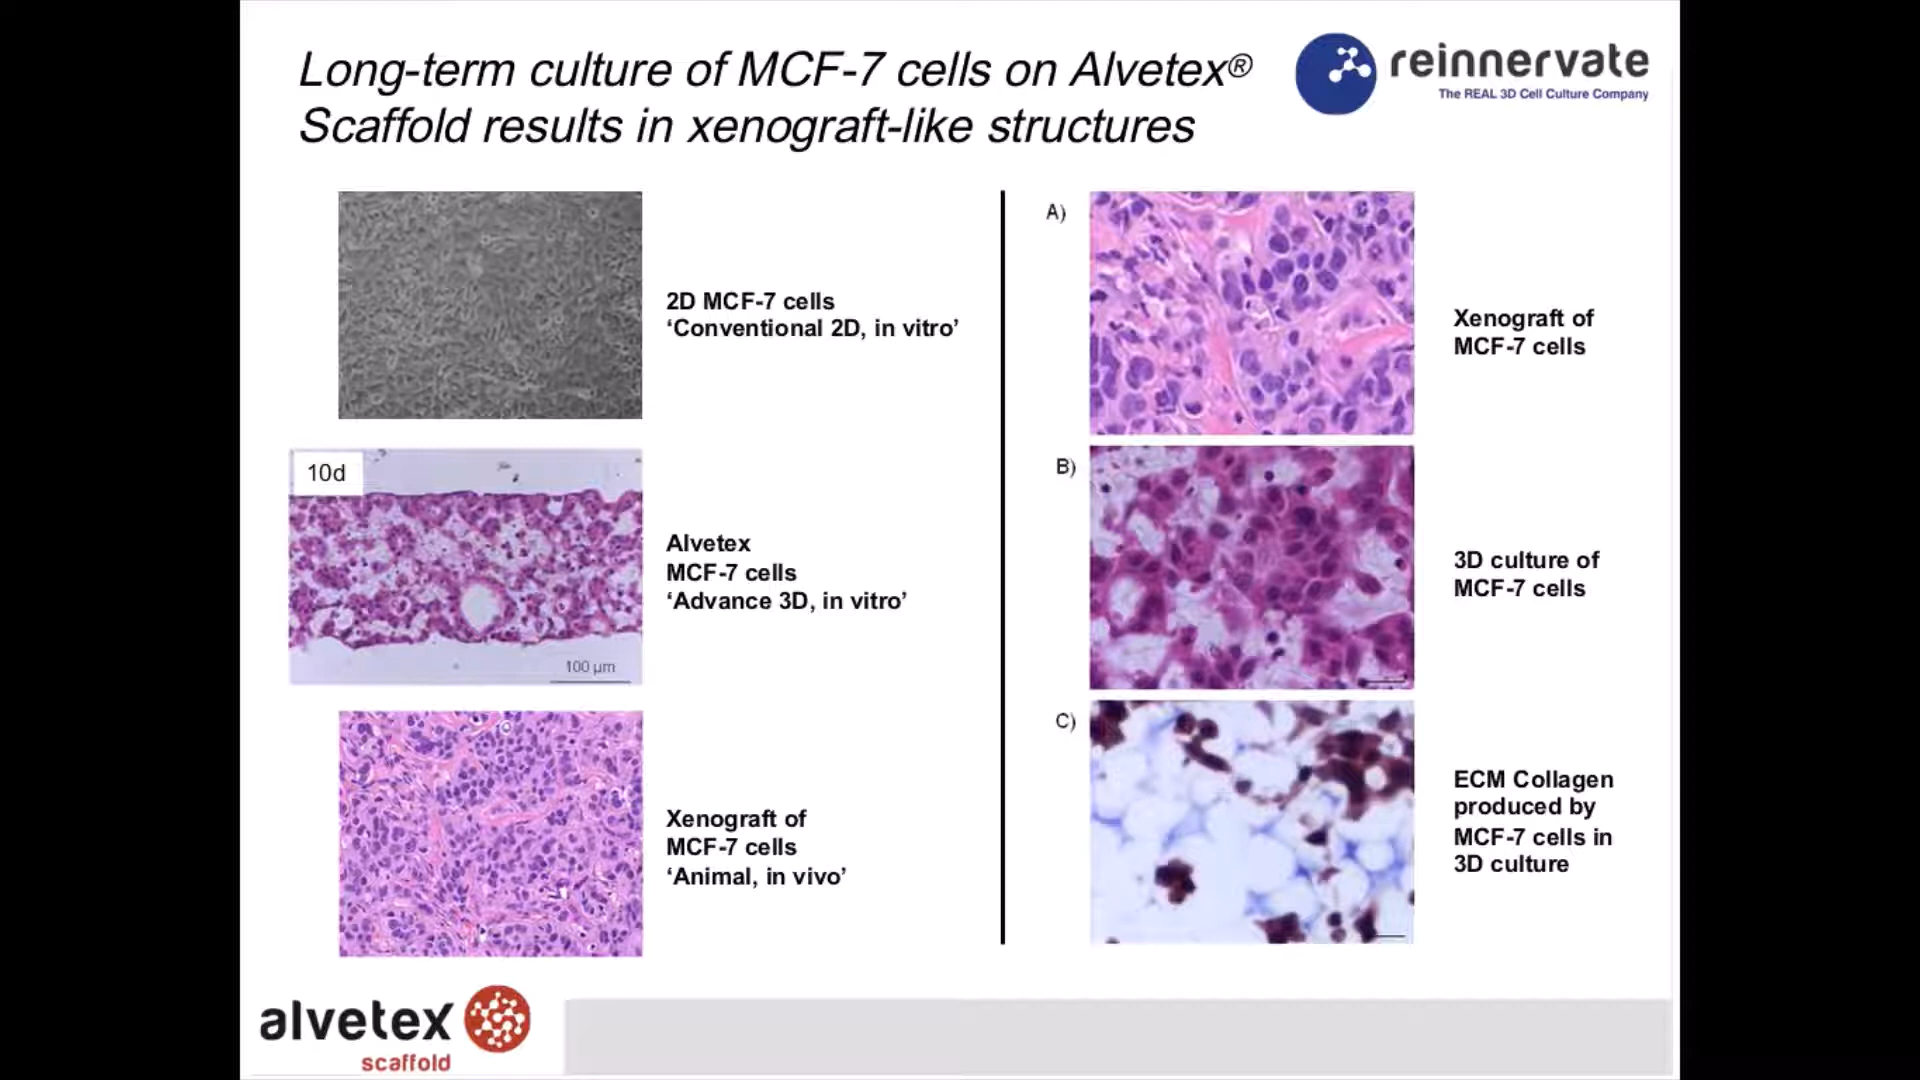 Long-term culture of MCF-7 cells on Alvetex®
Scaffold results in xenograft-like structures
reinnervate
The REAL 3D Cell Culture Company
2D MCF-7 cells
‘Conventional 2D, in vitro’
10d
100 µm
Alvetex
MCF-7 cells
‘Advance 3D, in vitro’
Xenograft of
MCF-7 cells
‘Animal, in vivo’
A)
Xenograft of
MCF-7 cells
B)
3D culture of
MCF-7 cells
C)
ECM Collagen
produced by
MCF-7 cells in
3D culture
alvetex
scaffold